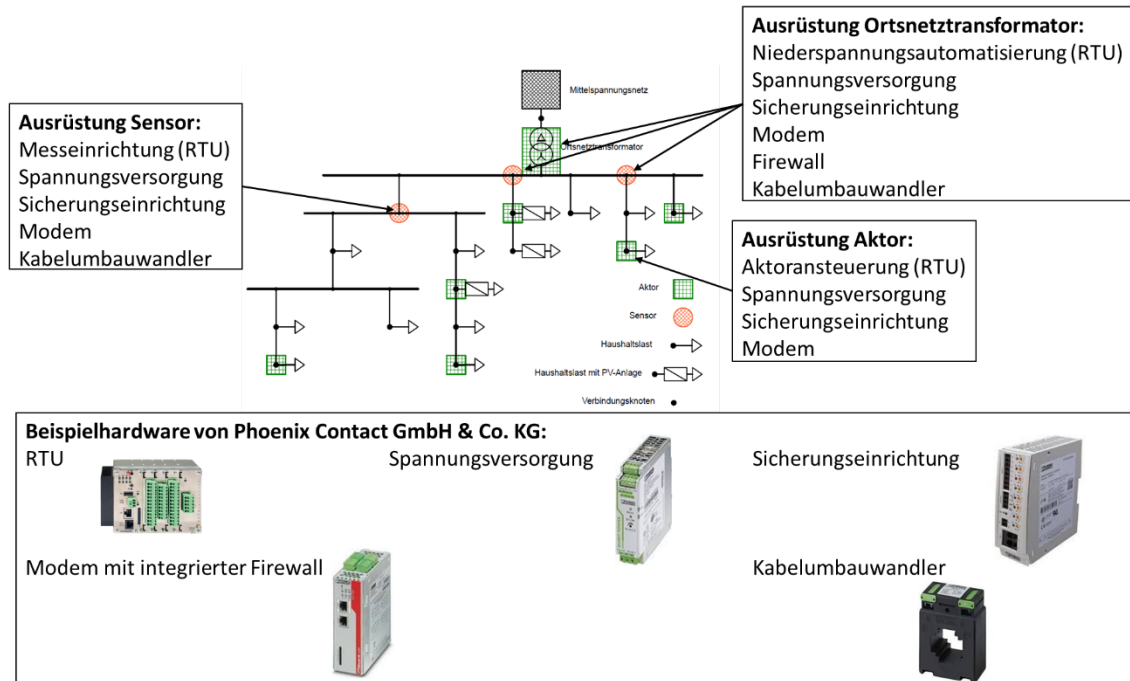 Ausrüstung Ortsnetztransformator:
Niederspannungsautomatisierung (RTU)
Spannungsversorgung
Sicherungseinrichtung
Modem
Firewall
Kabelumbauwandler
Mittelspannungsnetz
Ortsnetztransformator
Ausrüstung Sensor:
Messeinrichtung (RTU)
Spannungsversorgung
Sicherungseinrichtung
Modem
Kabelumbauwandler
Ausrüstung Aktor:
Aktoransteuerung (RTU)
Spannungsversorgung
Sicherungseinrichtung
Modem
Aktor
Sensor
Haushaltslast
Haushaltslast mit PV-Anlage
Verbindungsknoten
Beispielhardware von Phoenix Contact GmbH & Co. KG:
RTU
Spannungsversorgung
Sicherungseinrichtung
Modem mit integrierter Firewall
Kabelumbauwandler